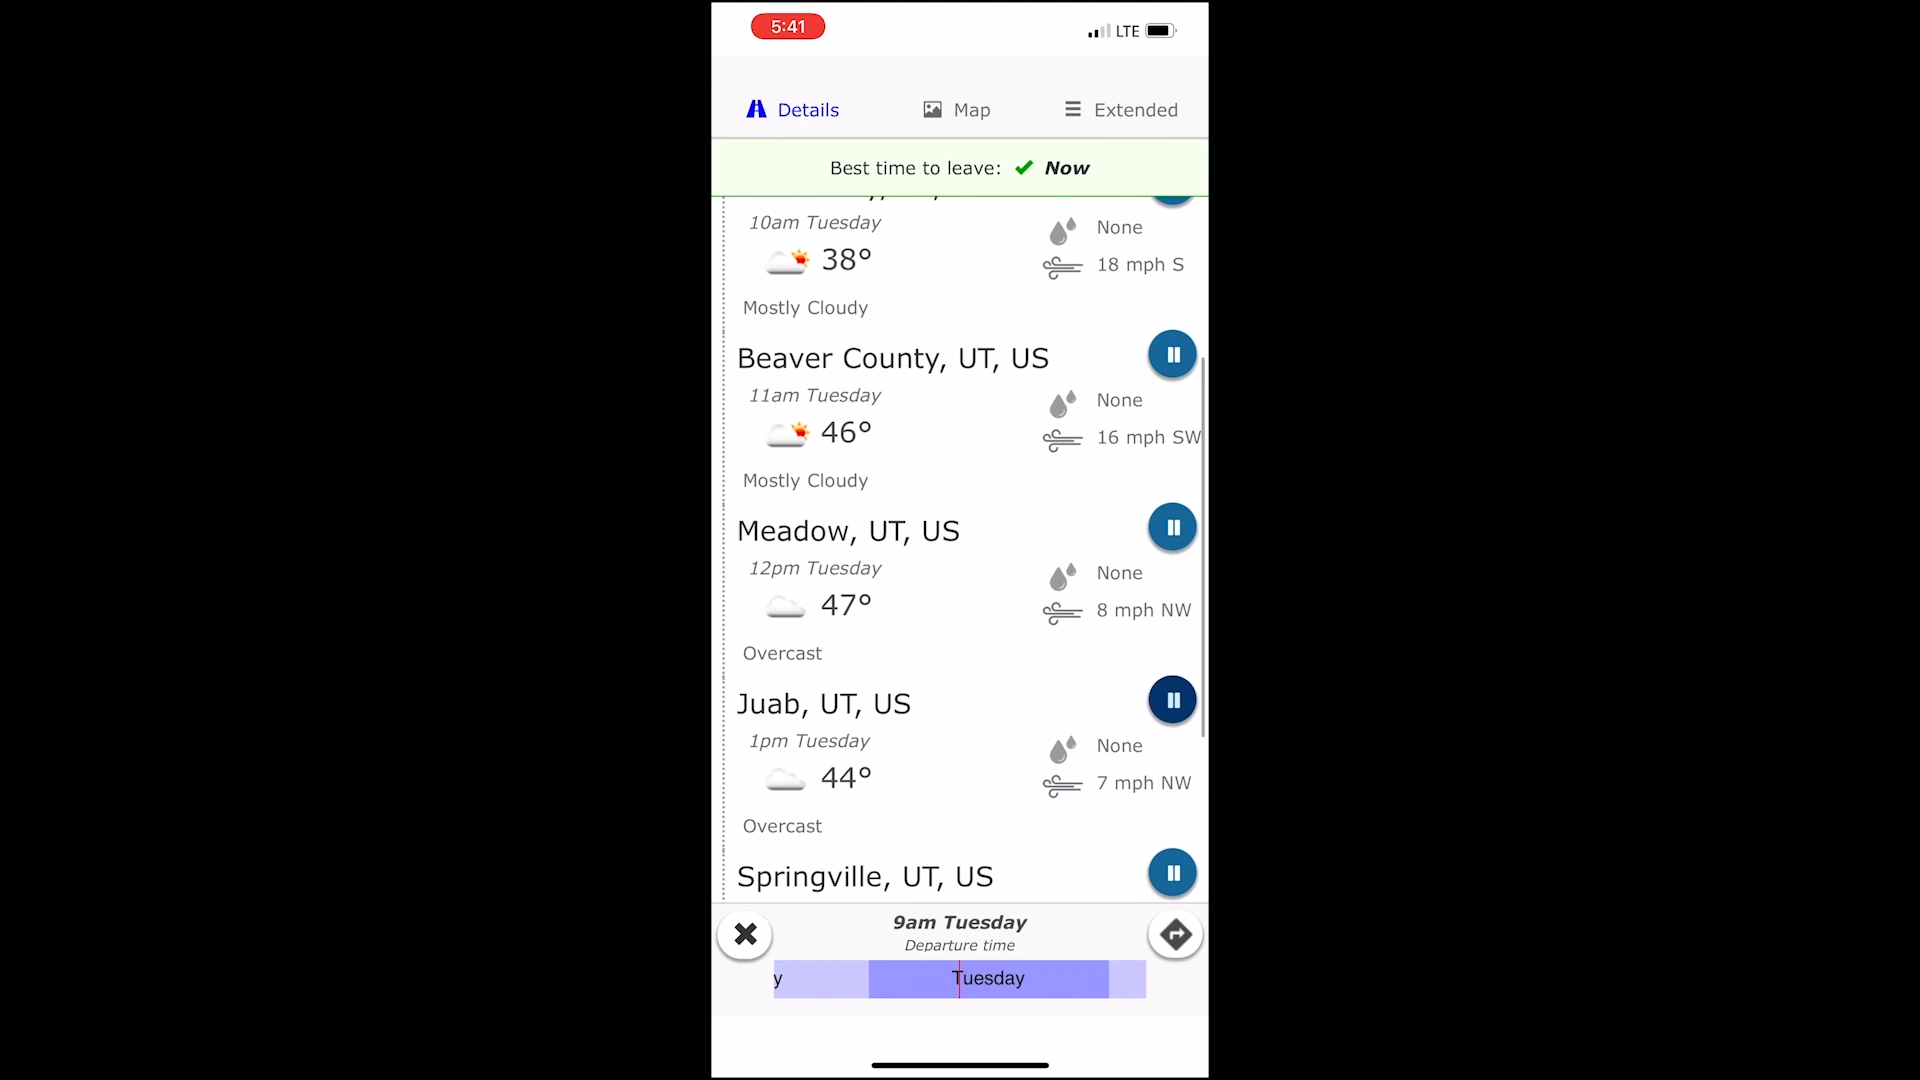 5:41
LTE
Details
Map
Extended
Best time to leave: Now
10am Tuesday
None
38°
18 mph S
Mostly Cloudy
Beaver County, UT, US
11am Tuesday
None
46°
16 mph SW
Mostly Cloudy
Meadow, UT, US
12pm Tuesday
None
47°
8 mph NW
Overcast
Juab, UT, US
1pm Tuesday
None
44°
7 mph NW
Overcast
Springville, UT, US
9am Tuesday
Departure time
y
Tuesday